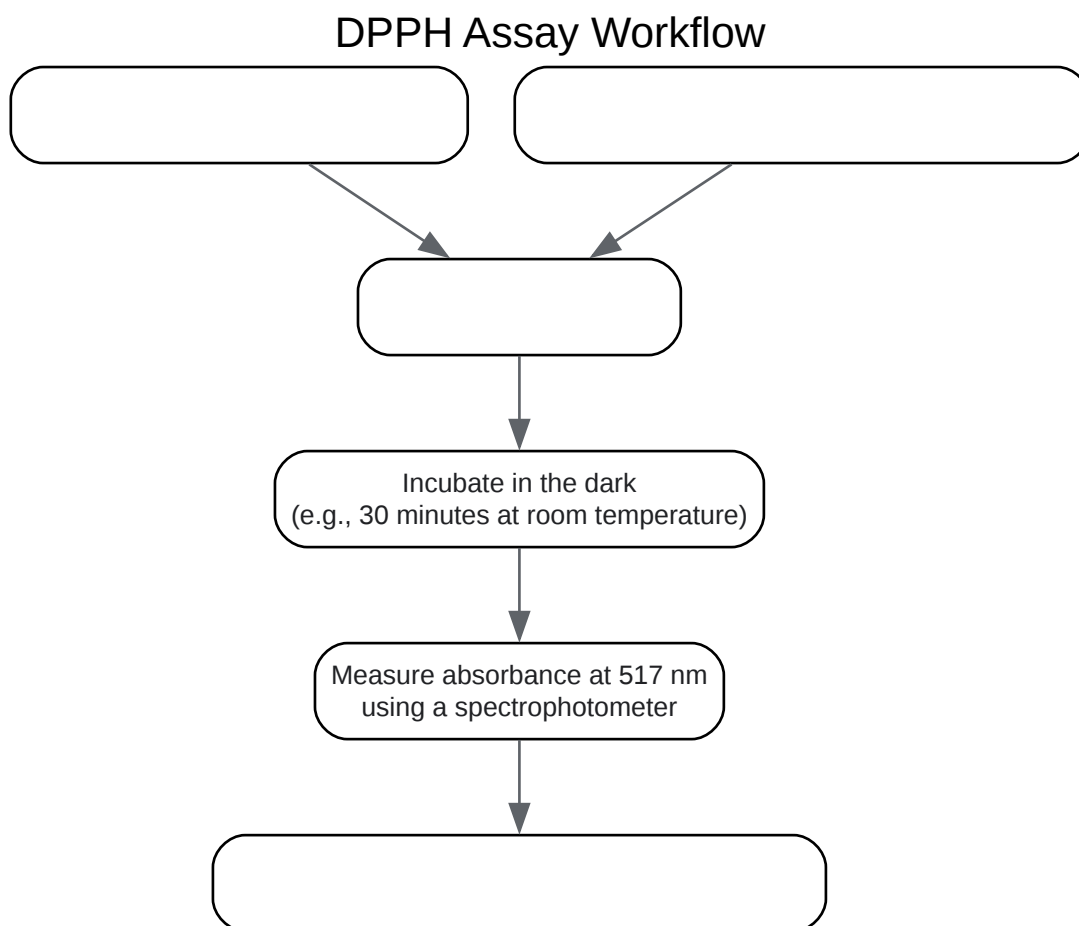 DPPH Assay Workflow
Incubate in the dark
(e.g., 30 minutes at room temperature)
Measure absorbance at 517 nm
using a spectrophotometer